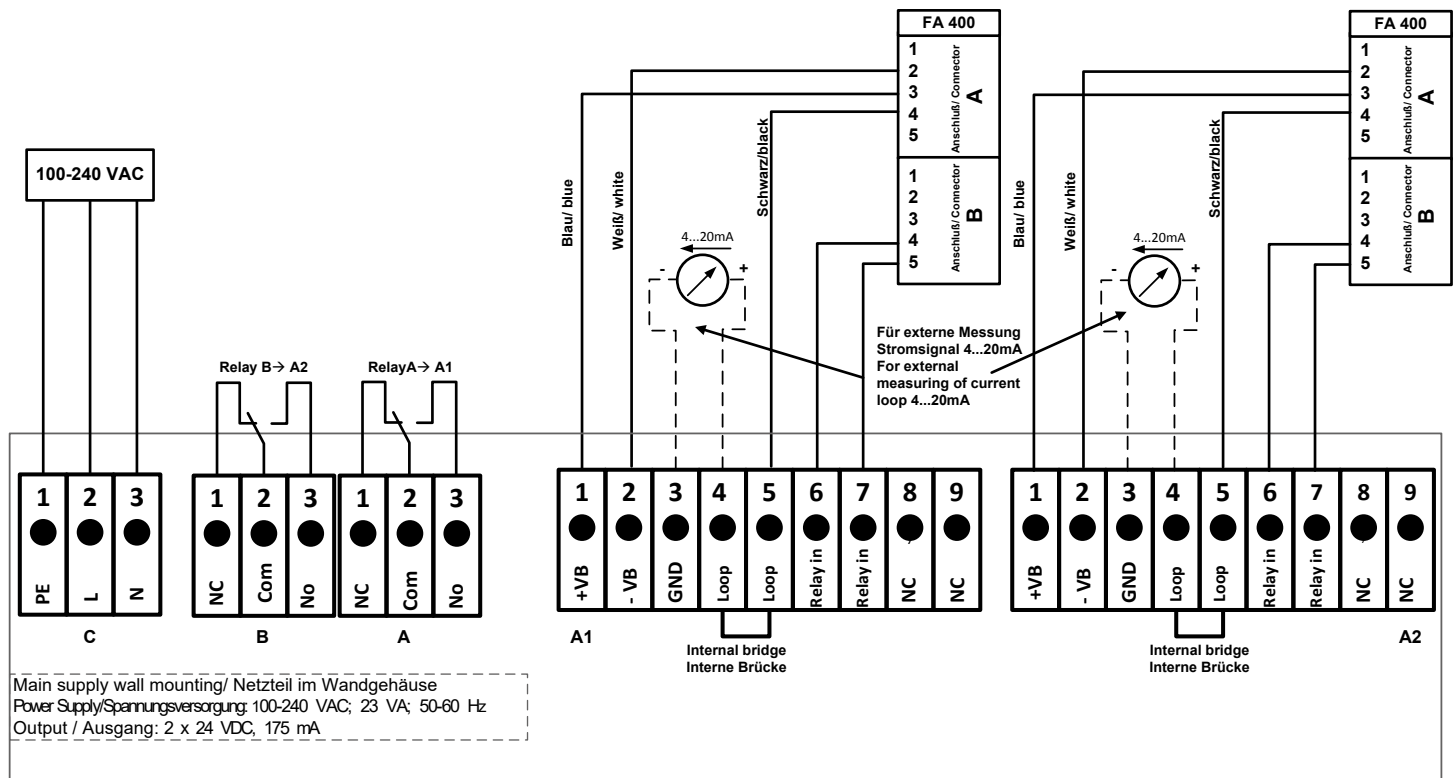 FA 400
1
2
3
4
5
Anschluß/ Connector
A
1
2
3
4
5
Anschluß/ Connector
B
FA 400
1
2
3
4
5
Anschluß/ Connector
A
1
2
3
4
5
Anschluß/ Connector
B
100-240 VAC
Blau/ blue
Weiß/ white
Schwarz/black
4...20mA
- +
Blau/ blue
Weiß/ white
Schwarz/black
4...20mA
- +
Für externe Messung
Stromsignal 4...20mA
For external
measuring of current
loop 4...20mA
Relay B→ A2
RelayA→ A1
1 2 3
PE L N
C
1 2 3
NC Com No
B
1 2 3
NC Com No
A
1 2 3 4 5 6 7 8 9
+VB - VB GND Loop Loop Relay in Relay in NC NC
A1
Internal bridge
Interne Brücke
1 2 3 4 5 6 7 8 9
+VB - VB GND Loop Loop Relay in Relay in NC NC
A2
Internal bridge
Interne Brücke
Main supply wall mounting/ Netzteil im Wandgehäuse
Power Supply/Spannungsversorgung: 100-240 VAC; 23 VA; 50-60 Hz
Output / Ausgang: 2 x 24 VDC, 175 mA